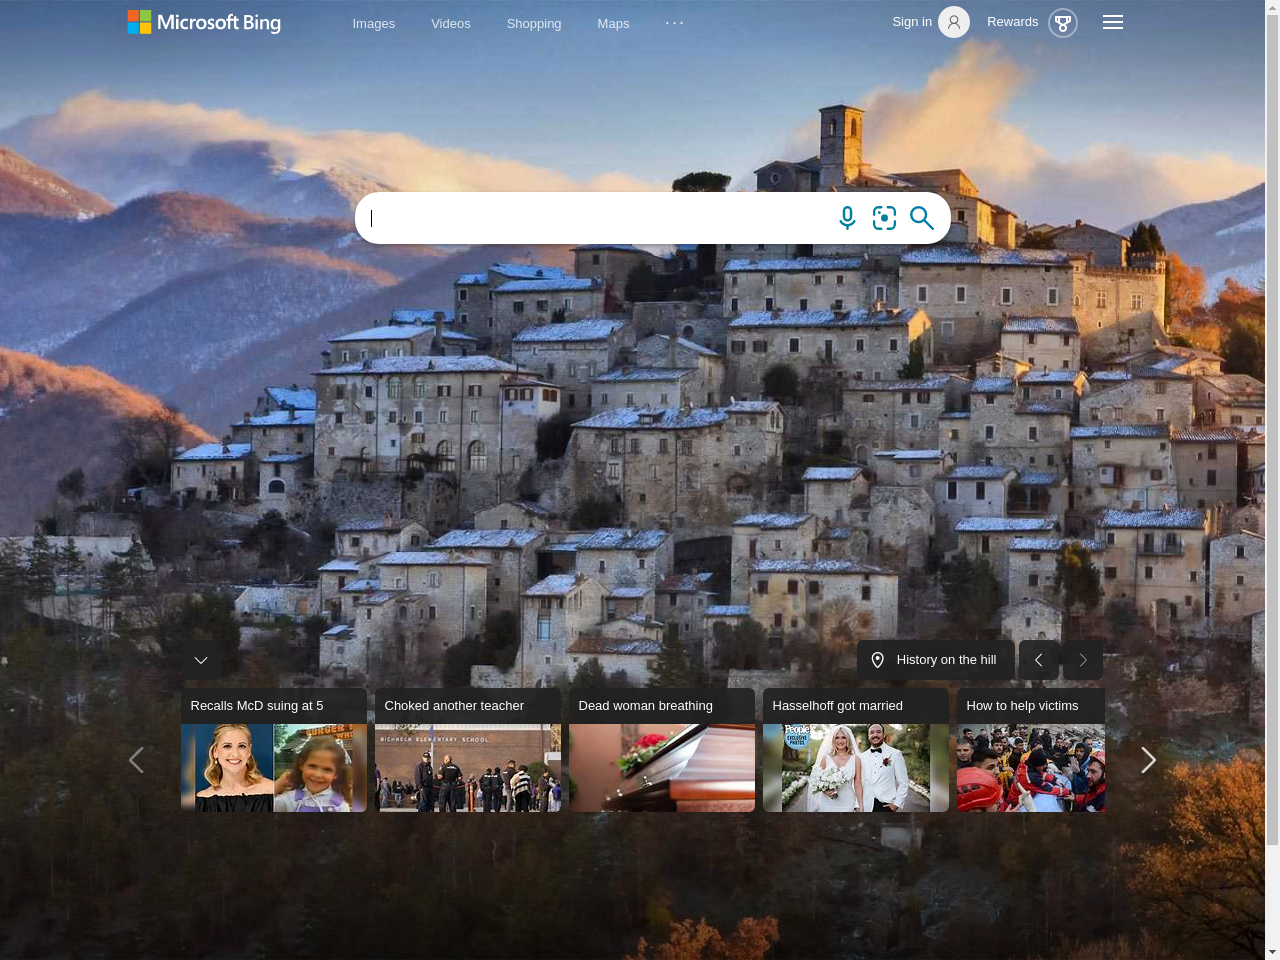 Microsoft Bing
Images
Videos
Shopping
Maps
...
Sign in
Rewards
History on the hill
Recalls McD suing at 5
Choked another teacher
Dead woman breathing
Hasselhoff got married
How to help victims
RICHNECK ELEMENTARY SCHOOL
People
EXCLUSIVE
PHOTOS